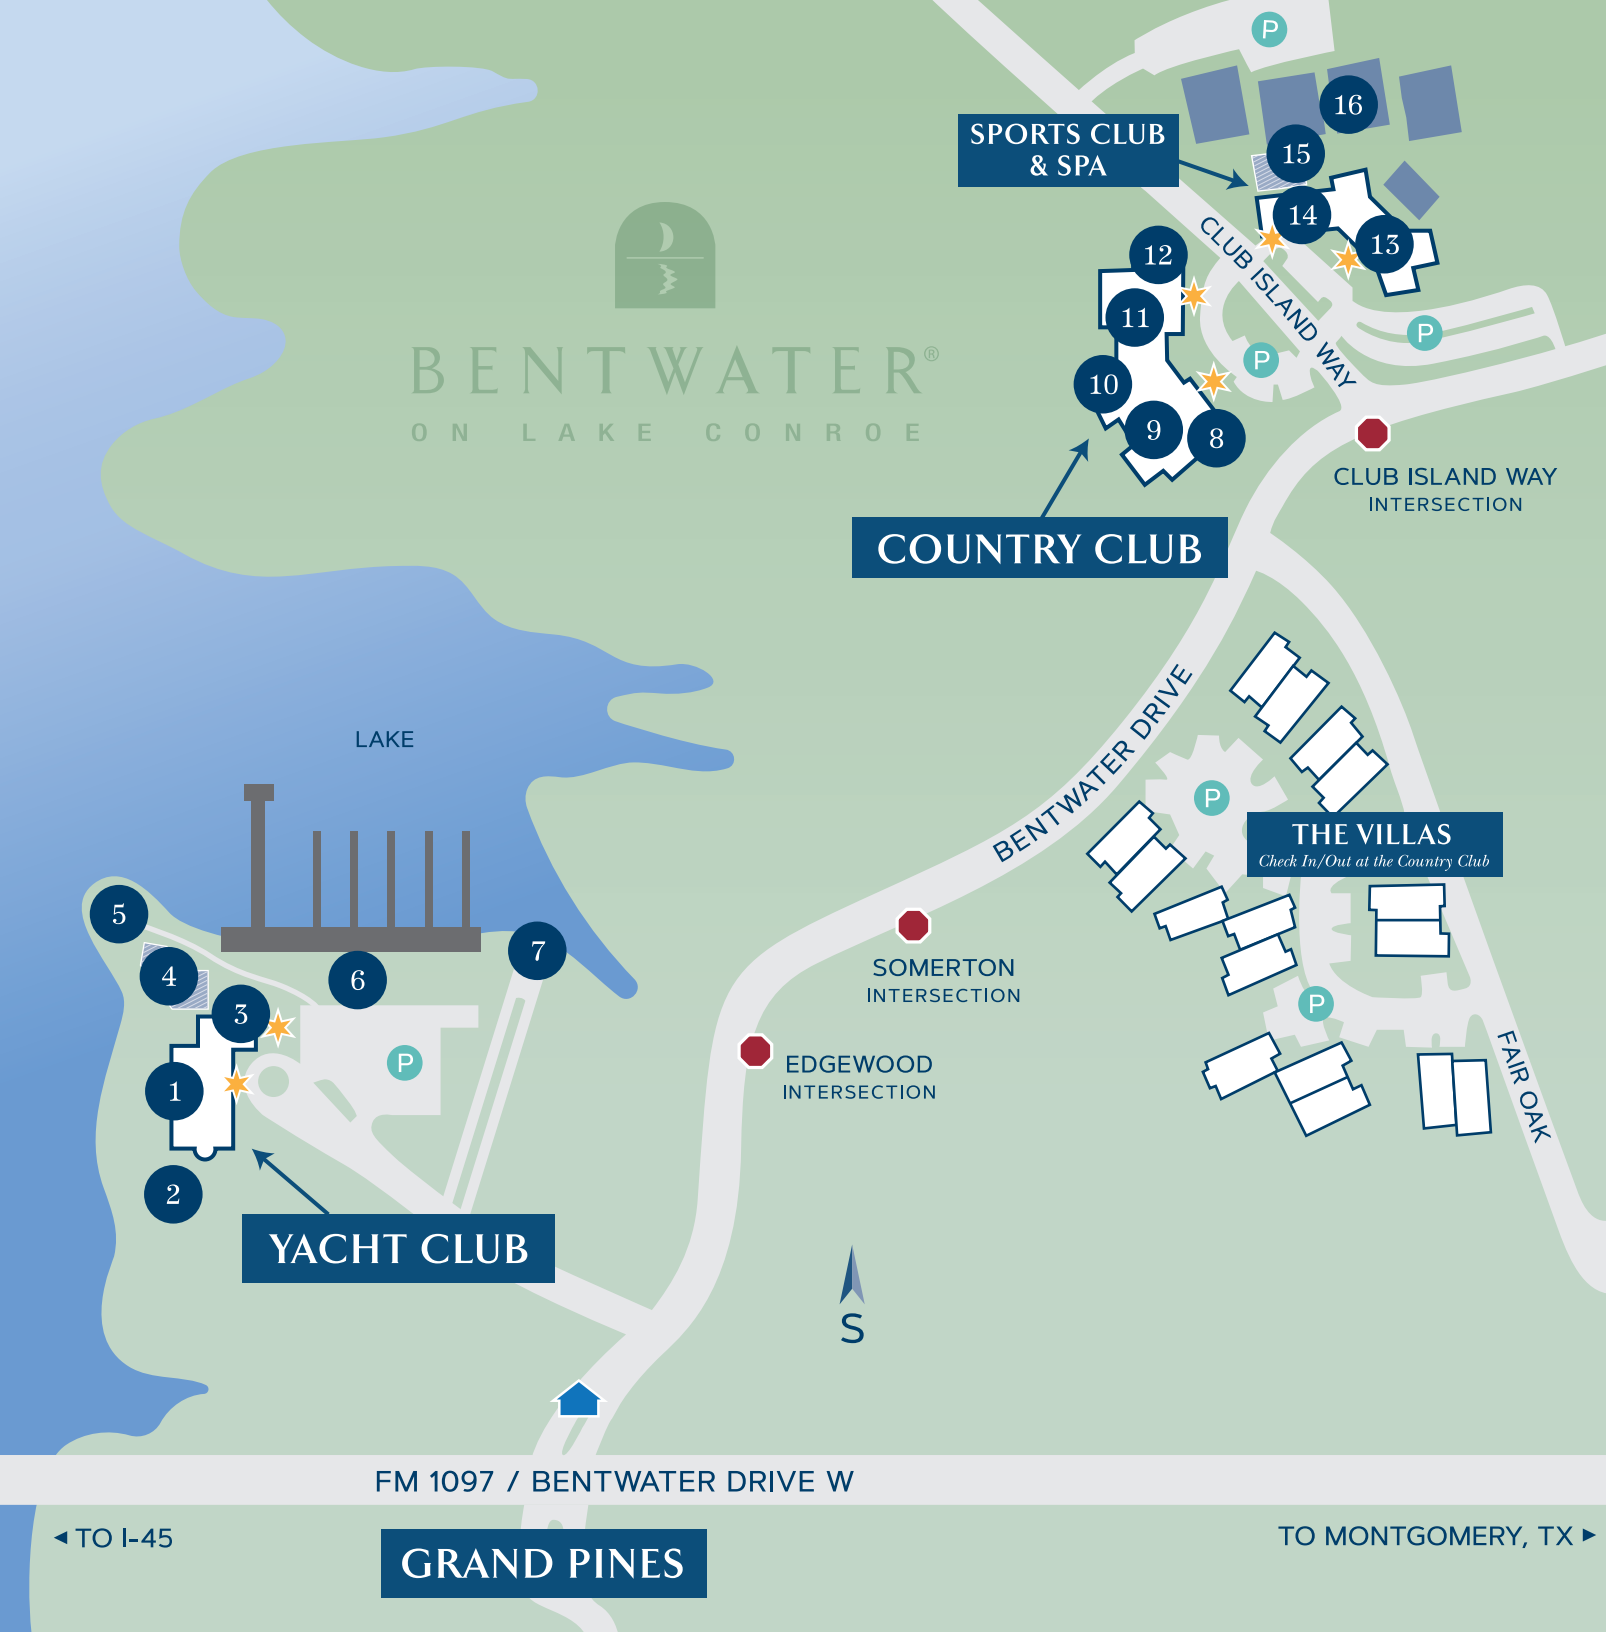 P
16
SPORTS CLUB
& SPA
15
14
13
12
11
CLUB ISLAND WAY
P
P
BENTWATER®
ON LAKE CONROE
10
9
8
CLUB ISLAND WAY
INTERSECTION
COUNTRY CLUB
BENTWATER DRIVE
LAKE
P
THE VILLAS
Check In/Out at the Country Club
5
4
3
6
7
SOMERTON
INTERSECTION
P
P
EDGEWOOD
INTERSECTION
FAIR OAK
1
2
YACHT CLUB
S
FM 1097 / BENTWATER DRIVE W
TO I-45
GRAND PINES
TO MONTGOMERY, TX